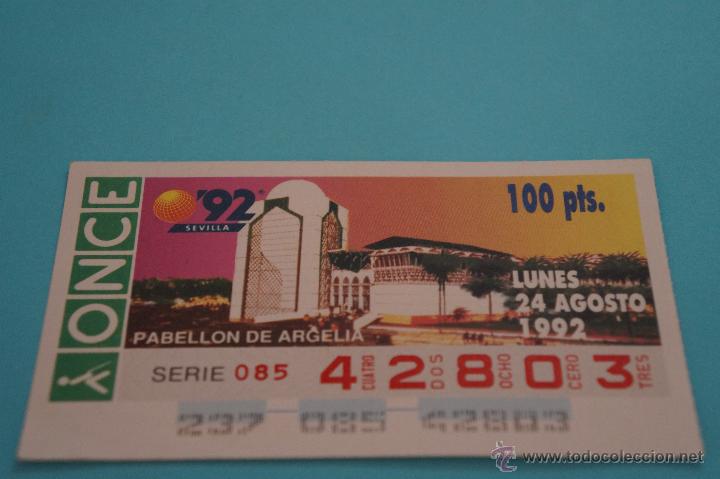 ONCE
'92
SEVILLA
100 pts.
LUNES
24 AGOSTO
1992
PABELLON DE ARGELIA
SERIE 085 4 CUATRO 2 DOS 8 OCHO 0 CERO 3 TRES
237 085 42803
www.todocoleccion.net